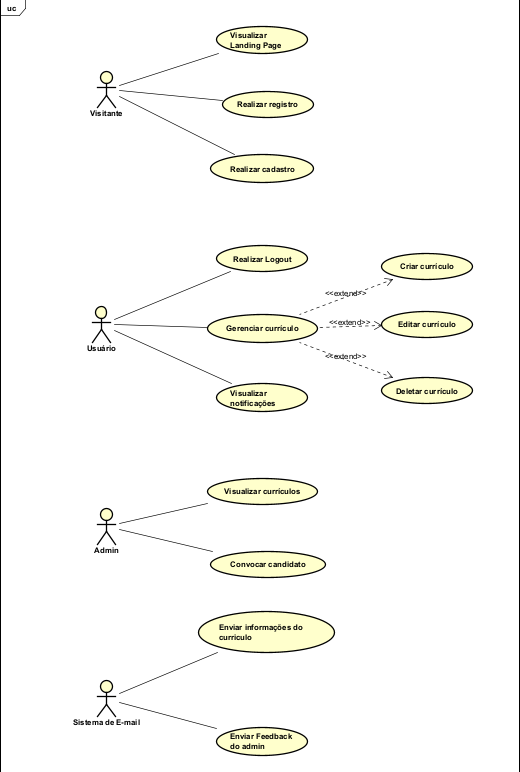 uc
Visualizar
Landing Page
Realizar registro
Visitante
Realizar cadastro
Realizar Logout
Criar currículo
<<extend>>
Gerenciar currículo
<<extend>>
Editar currículo
Usuário
<<extend>>
Deletar currículo
Visualizar
notificações
Visualizar currículos
Admin
Convocar candidato
Enviar informações do
curriculo
Sistema de E-mail
Enviar Feedback
do admin